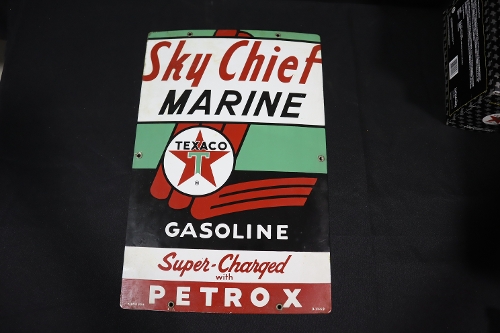 Sky Chief
MARINE
TEXACO
T
GASOLINE
Super-Charged
with
PETROX